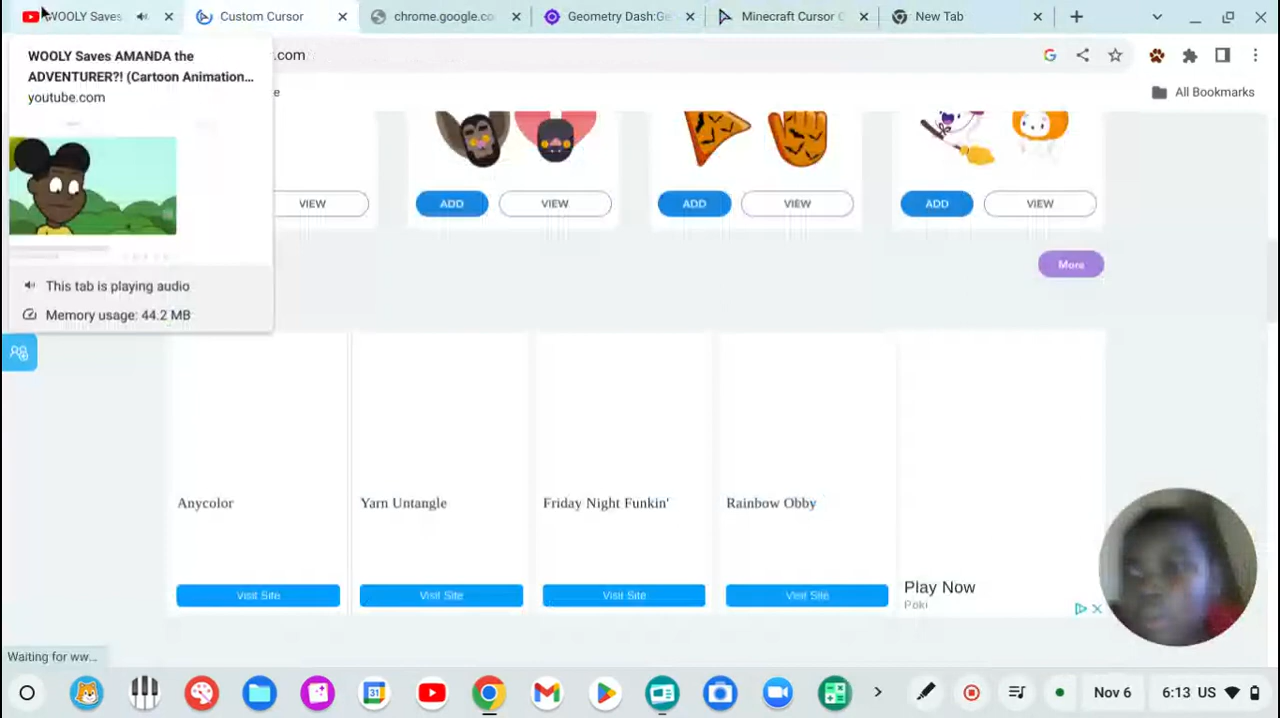 WOOLY Saves
Custom Cursor
chrome.google.co
Geometry Dash:Ge
Minecraft Cursor C
New Tab
WOOLY Saves AMANDA the
ADVENTURER?! (Cartoon Animation...
youtube.com
.com
All Bookmarks
This tab is playing audio
Memory usage: 44.2 MB
VIEW
ADD
VIEW
ADD
VIEW
ADD
VIEW
More
Anycolor
Yarn Untangle
Friday Night Funkin'
Rainbow Obby
Visit Site
Visit Site
Visit Site
Visit Site
Play Now
Poki
Waiting for ww...
31
Nov 6
6:13 US